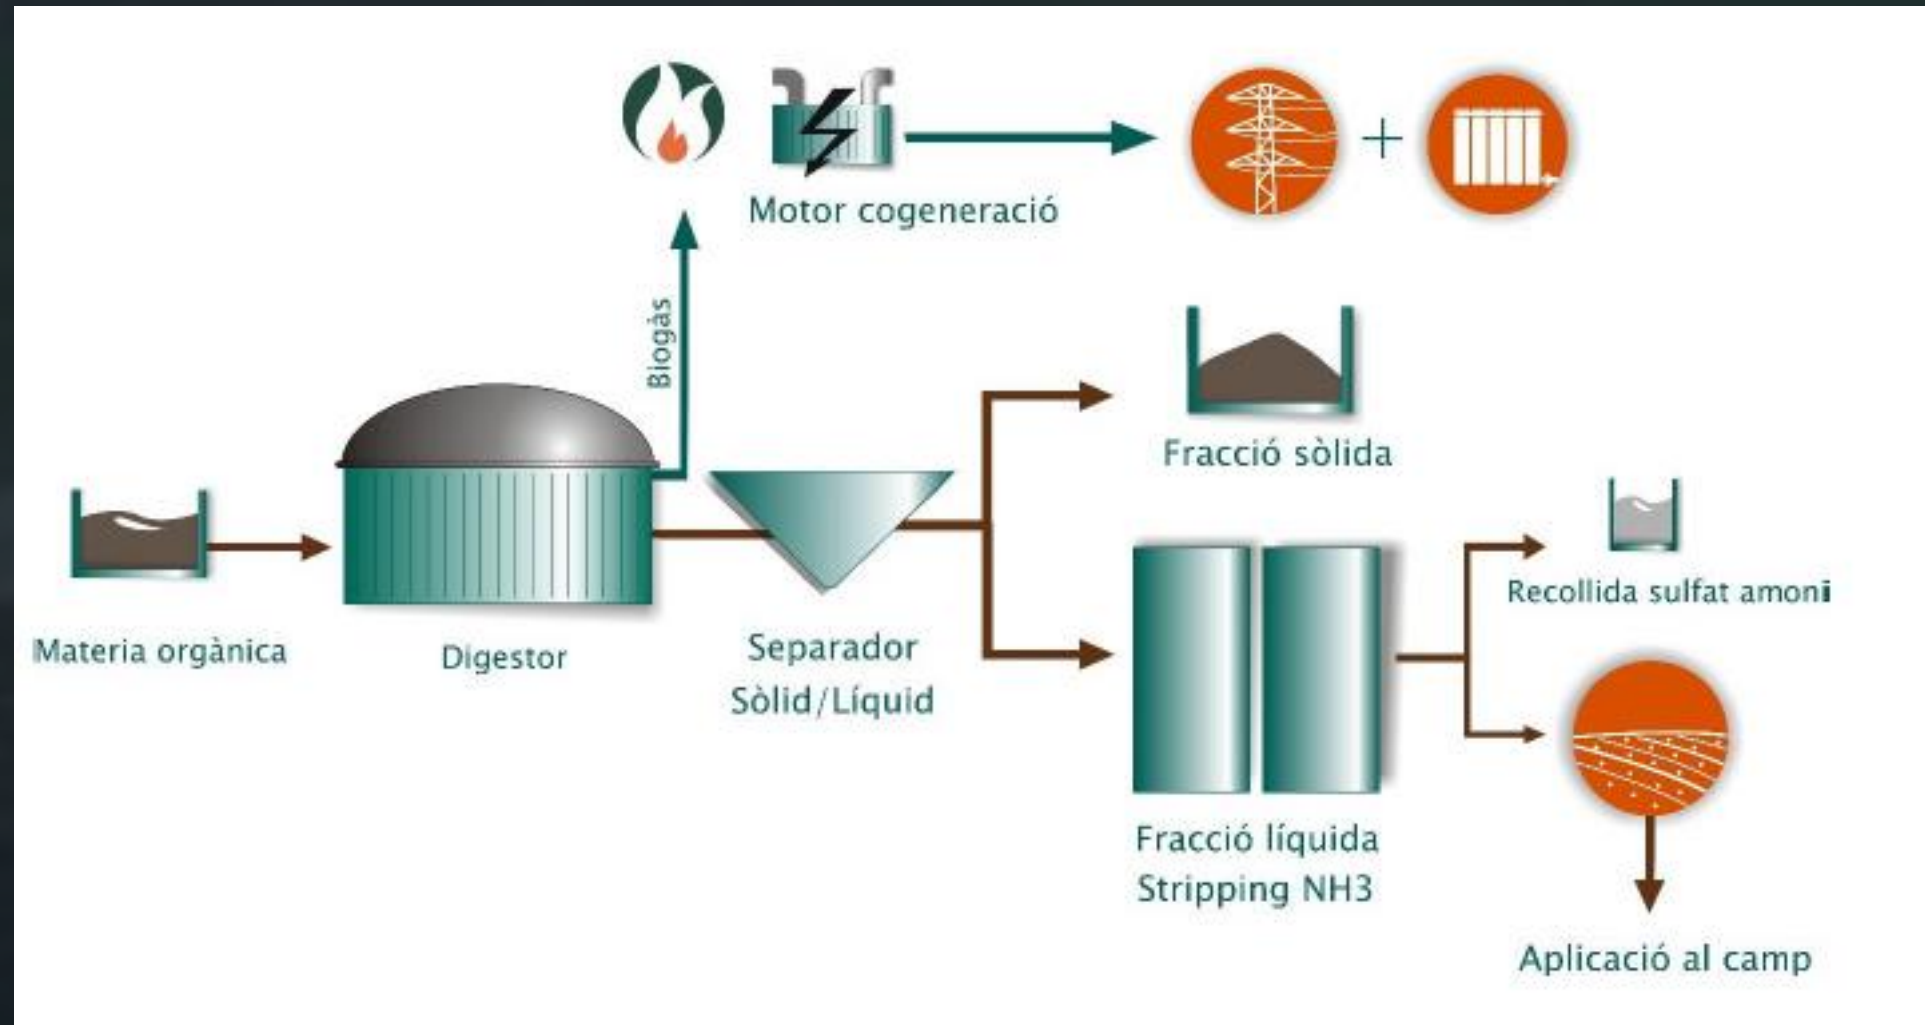 Motor cogeneració
Biogàs
Fracció sòlida
Recollida sulfat amoni
Materia orgànica
Digestor
Separador
Sòlid/Líquid
Fracció líquida
Stripping NH3
Aplicació al camp